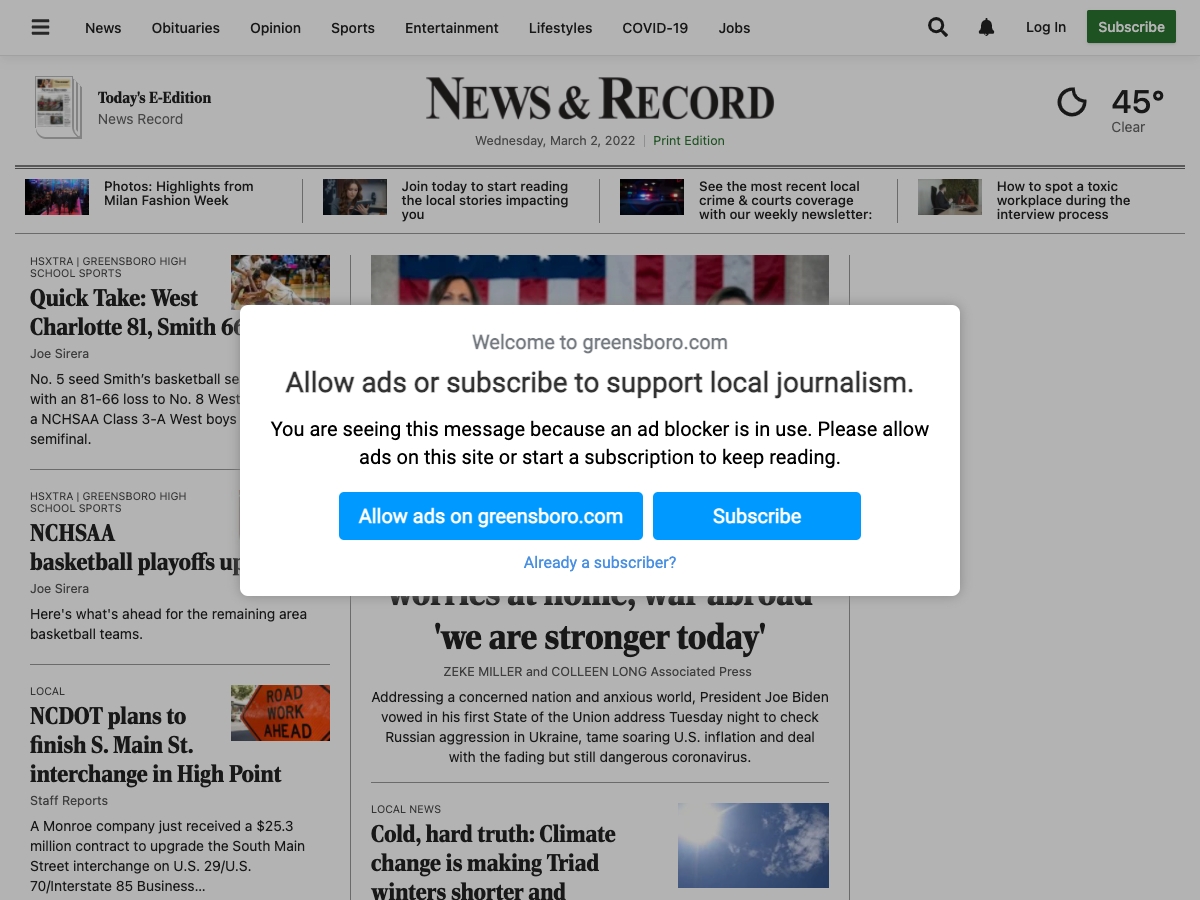 News
Obituaries
Opinion
Sports
Entertainment
Lifestyles
COVID-19
Jobs
Log In
Subscribe
Today's E-Edition
News Record
NEWS & RECORD
Wednesday, March 2, 2022
Print Edition
45°
Clear
Photos: Highlights from
Milan Fashion Week
Join today to start reading
the local stories impacting
you
See the most recent local
crime & courts coverage
with our weekly newsletter:
How to spot a toxic
workplace during the
interview process
HSXTRA | GREENSBORO HIGH
SCHOOL SPORTS
Quick Take: West
Charlotte 81, Smith 66
Joe Sirera
No. 5 seed Smith’s basketball se
with an 81-66 loss to No. 8 West
a NCHSAA Class 3-A West boys
semifinal.
HSXTRA | GREENSBORO HIGH
SCHOOL SPORTS
NCHSAA
basketball playoffs up
Joe Sirera
Here's what's ahead for the remaining area
basketball teams.
LOCAL
NCDOT plans to
finish S. Main St.
interchange in High Point
ROAD
WORK
AHEAD
Staff Reports
A Monroe company just received a $25.3
million contract to upgrade the South Main
Street interchange on U.S. 29/U.S.
70/Interstate 85 Business...
Welcome to greensboro.com
Allow ads or subscribe to support local journalism.
You are seeing this message because an ad blocker is in use. Please allow
ads on this site or start a subscription to keep reading.
Allow ads on greensboro.com
Subscribe
Already a subscriber?
worries at home, war abroad
'we are stronger today'
ZEKE MILLER and COLLEEN LONG Associated Press
Addressing a concerned nation and anxious world, President Joe Biden
vowed in his first State of the Union address Tuesday night to check
Russian aggression in Ukraine, tame soaring U.S. inflation and deal
with the fading but still dangerous coronavirus.
LOCAL NEWS
Cold, hard truth: Climate
change is making Triad
winters shorter and